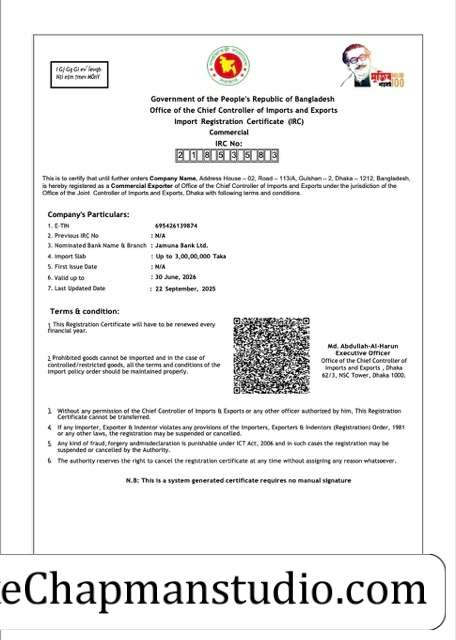 Government of the People's Republic of Bangladesh
Office of the Chief Controller of Imports and Exports
Import Registration Certificate (IRC)
Commercial
IRC No:
21853583
This is to certify that until further orders Company Name, Address House – 02, Road – 113/A, Gulshan – 2, Dhaka – 1212, Bangladesh,
is hereby registered as a Commercial Exporter of Office of the Chief Controller of Imports and Exports under the jurisdiction of the
Office of the Joint Controller of Imports and Exports, Dhaka with following terms and conditions.
Company's Particulars:
1. E-TIN 695426139874
2. Previous IRC No : N/A
3. Nominated Bank Name & Branch : Jamuna Bank Ltd.
4. Import Slab : Up to 3,00,00,000 Taka
5. First Issue Date : N/A
6. Valid up to : 30 June, 2026
7. Last Updated Date : 22 September, 2025
Terms & condition:
1 This Registration Certificate will have to be renewed every
financial year.
2 Prohibited goods cannot be imported and in the case of
controlled/restricted goods, all the terms and conditions of the
import policy order should be maintained properly.
Md. Abdullah-Al-Harun
Executive Officer
Office of the Chief Controller of
Imports and Exports , Dhaka
62/3, NSC Tower, Dhaka 1000.
3. Without any permission of the Chief Controller of Imports & Exports or any other officer authorized by him, This Registration
Certificate cannot be transferred.
4. If any Importer, Exporter & Indentor violates any provisions of the Importers, Exporters & Indentors (Registration) Order, 1981
or any other laws, the registration may be suspended or cancelled.
5. Any kind of fraud, forgery andmisdeclaration is punishable under ICT Act, 2006 and in such cases the registration may be
suspended or cancelled by the Authority.
6. The authority reserves the right to cancel the registration certificate at any time without assigning any reason whatsoever.
N.B: This is a system generated certificate requires no manual signature
eChapmanstudio.com